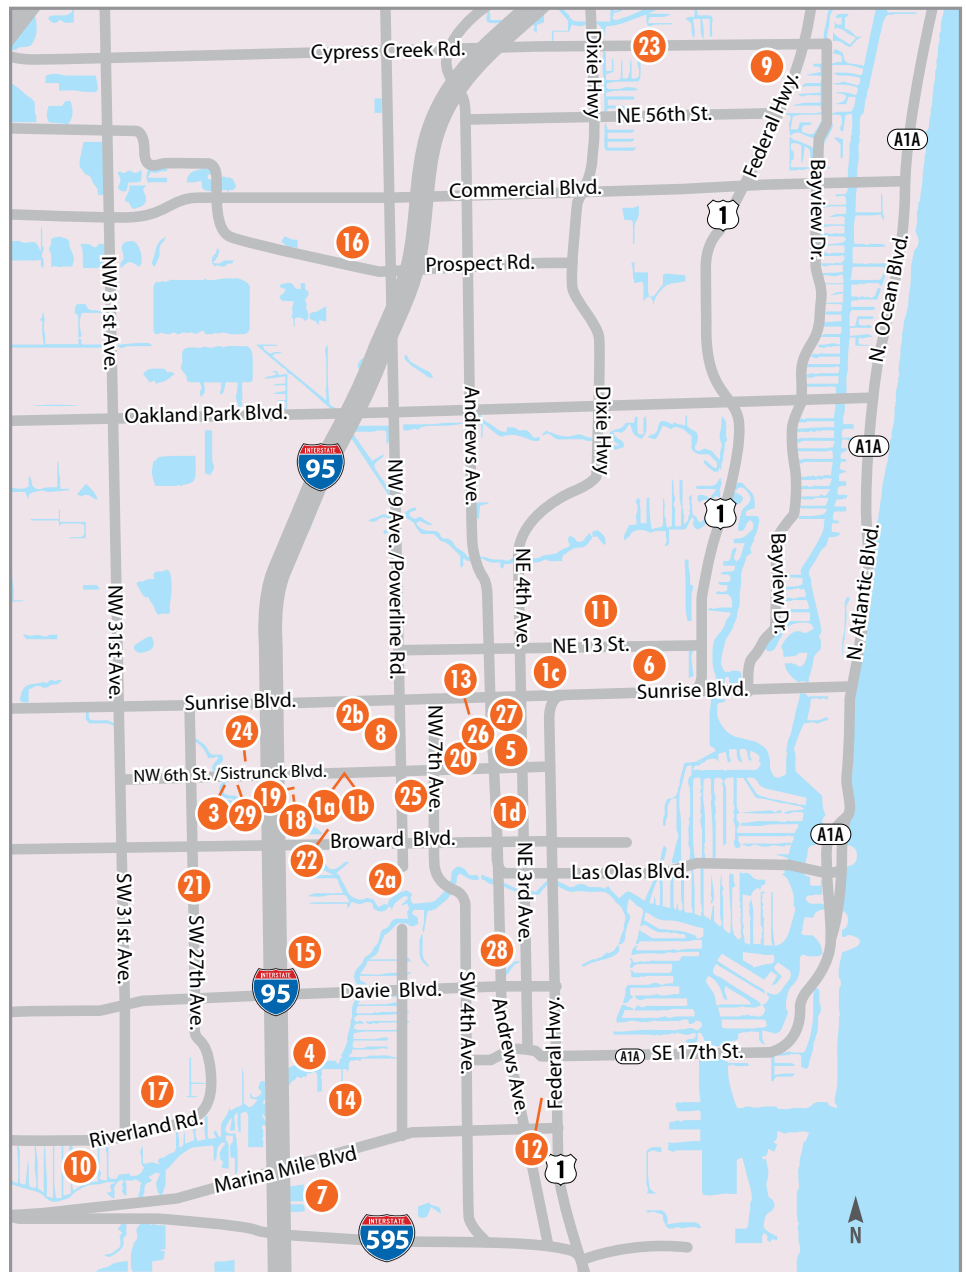 Cypress Creek Rd.
Dixie Hwy
23
9
NE 56th St.
Federal Hwy.
A1A
Commercial Blvd.
Bayview Dr.
1
16
Prospect Rd.
NW 31st Ave.
N. Ocean Blvd.
Oakland Park Blvd.
Andrews Ave.
Dixie Hwy
A1A
INTERSTATE
95
NW 9 Ave./Powerline Rd.
1
NE 4th Ave.
Bayview Dr.
N. Atlantic Blvd.
NW 31st Ave.
11
NE 13 St.
6
1c
13
Sunrise Blvd.
Sunrise Blvd.
24
2b
8
NW 7th Ave.
27
26
5
20
NW 6th St. /Sistrunck Blvd.
3
29
19
18
1a
1b
25
1d
A1A
Broward Blvd.
22
2a
NE 3rd Ave.
Las Olas Blvd.
21
SW 31st Ave.
SW 27th Ave.
15
28
INTERSTATE
95
Davie Blvd.
SW 4th Ave.
Andrews Ave.
Federal Hwy.
4
A1A
SE 17th St.
17
14
Riverland Rd.
10
Marina Mile Blvd
12
1
7
INTERSTATE
595
N